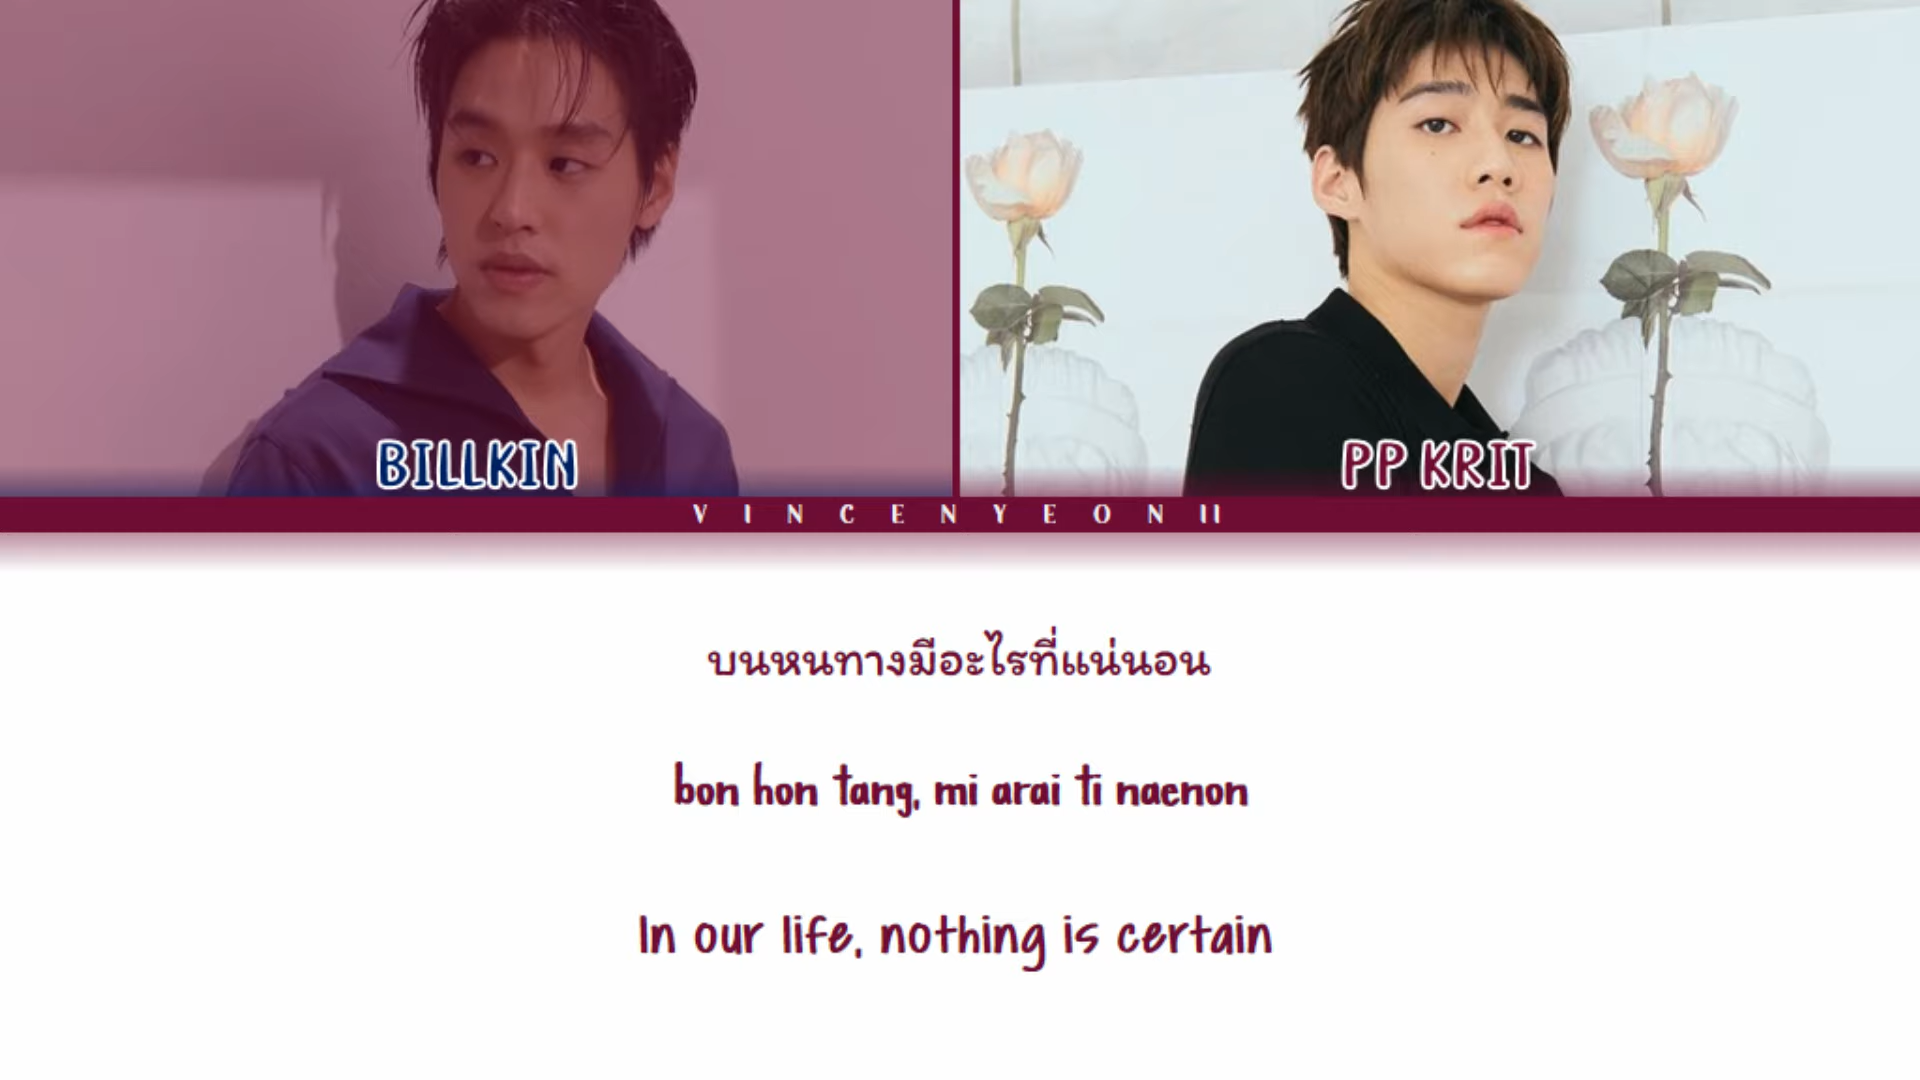 BILLKIN
PP KRIT
VINCENYEON II
บนหนทางมีอะไรที่แน่นอน
bon hon tang, mi arai ti naenon
In our life, nothing is certain